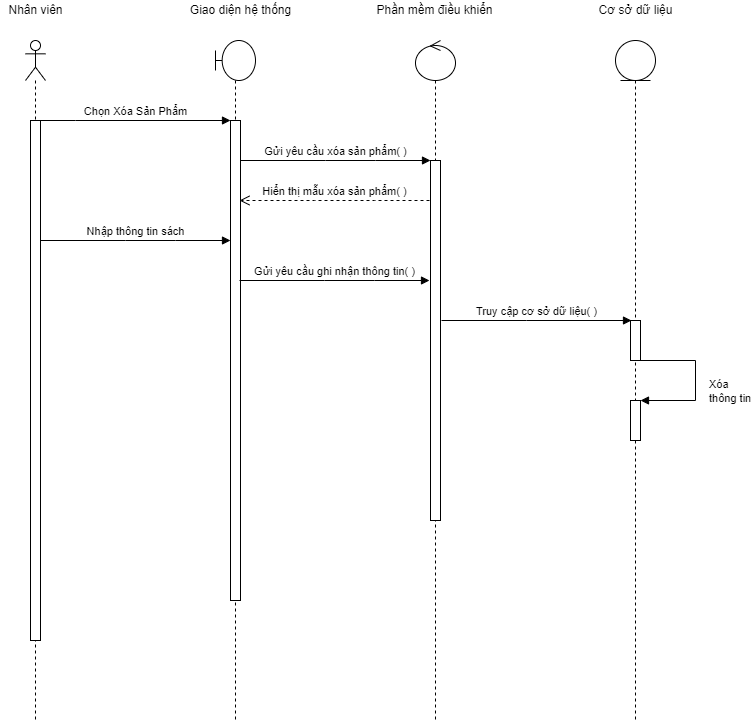 Nhân viên
Giao diện hệ thống
Phần mềm điều khiển
Cơ sở dữ liệu
Chọn Xóa Sản Phẩm
Gửi yêu cầu xóa sản phẩm( )
Hiển thị mẫu xóa sản phẩm( )
Nhập thông tin sách
Gửi yêu cầu ghi nhận thông tin( )
Truy cập cơ sở dữ liệu( )
Xóa
thông tin